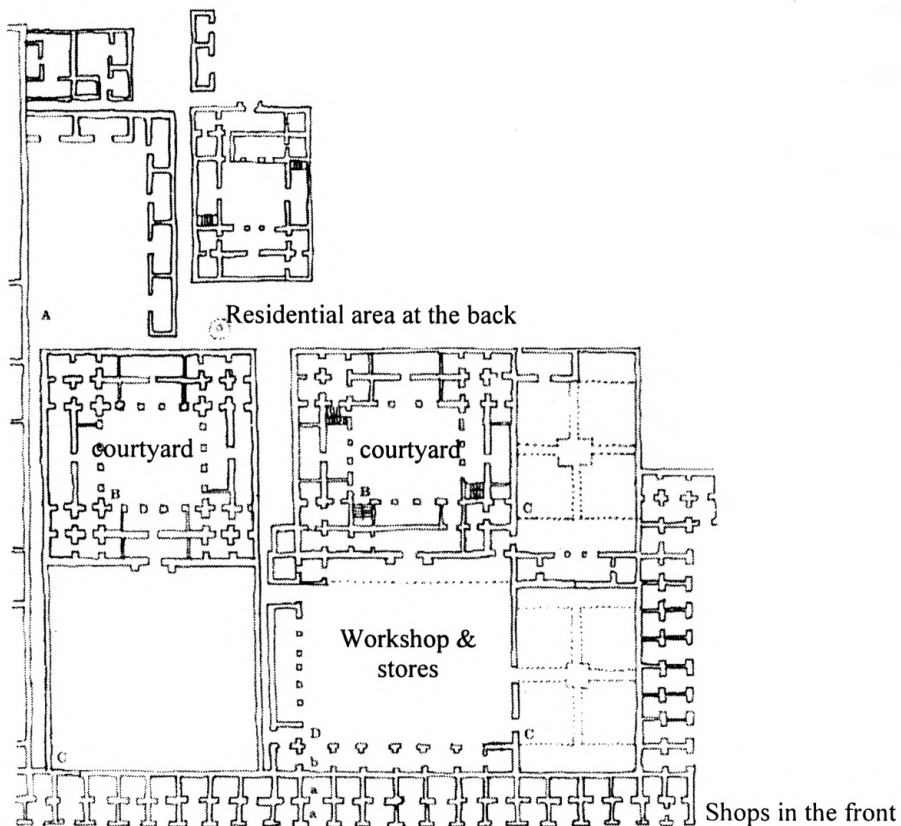 A
Residential area at the back
courtyard
courtyard
B
B
C
Workshop &
stores
D
C
C
b
a
a
Shops in the front